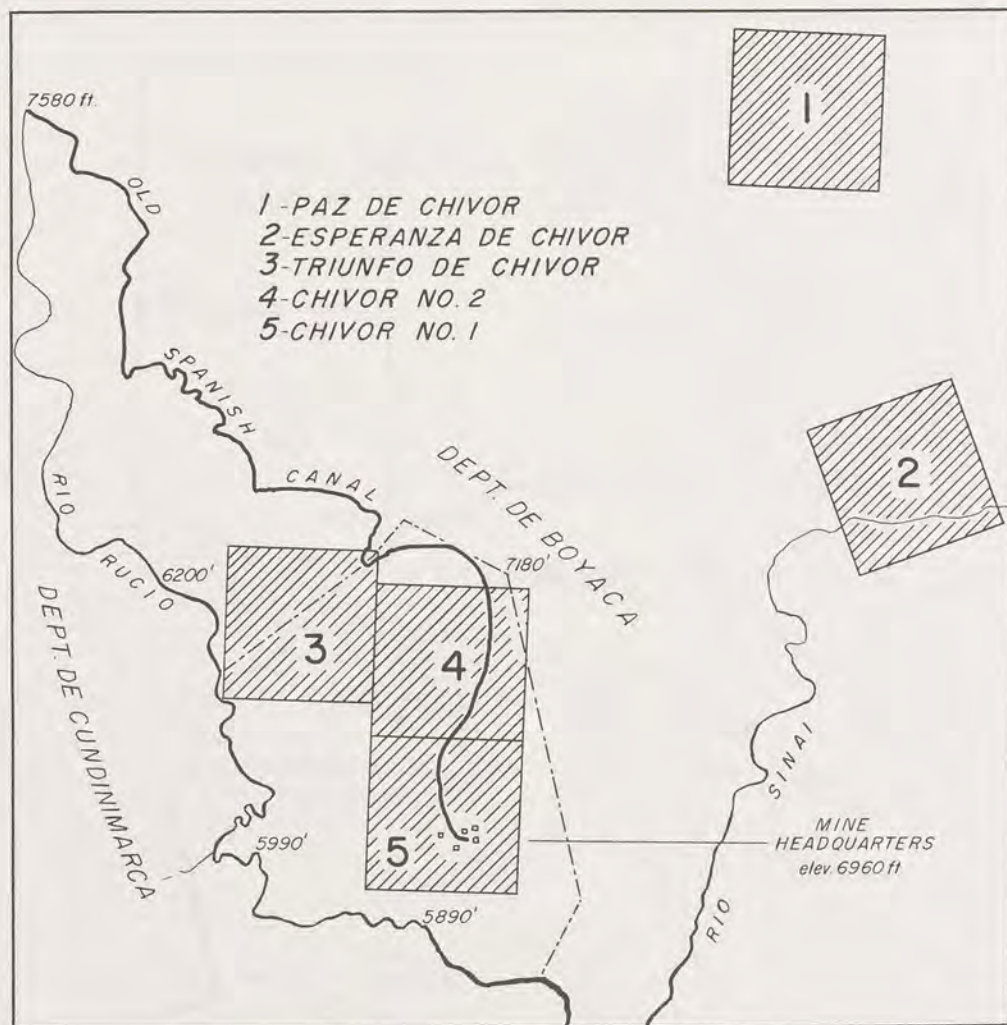 1
7580 ft.
OLD
1-PAZ DE CHIVOR
2-ESPERANZA DE CHIVOR
3-TRIUNFO DE CHIVOR
4-CHIVOR NO. 2
5-CHIVOR NO. 1
SPANISH
CANAL
2
DEPT. DE BOYACA
RIO
RUCIO
6200'
7180'
DEPT. DE CUNDINIMARCA
3
4
RIO SINAI
5
5990'
5890'
MINE
HEADQUARTERS
elev. 6960 ft